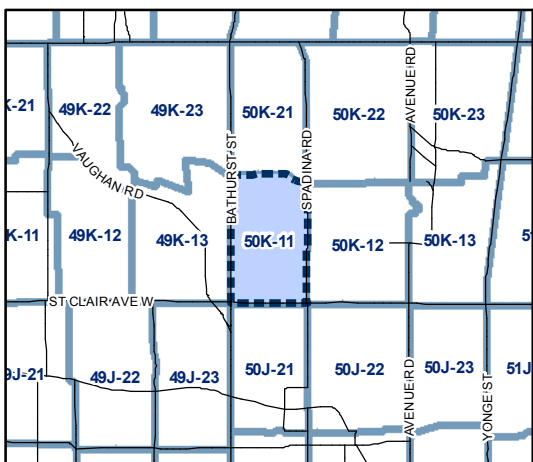 K-21
49K-22
49K-23
50K-21
50K-22
50K-23
AVENUE RD
VAUGHAN RD
BATHURST ST
SPADINA RD
K-11
49K-12
49K-13
50K-11
50K-12
50K-13
5
ST CLAIR AVE W
9J-21
49J-22
49J-23
50J-21
50J-22
50J-23
51J
AVENUE RD
YONGE ST